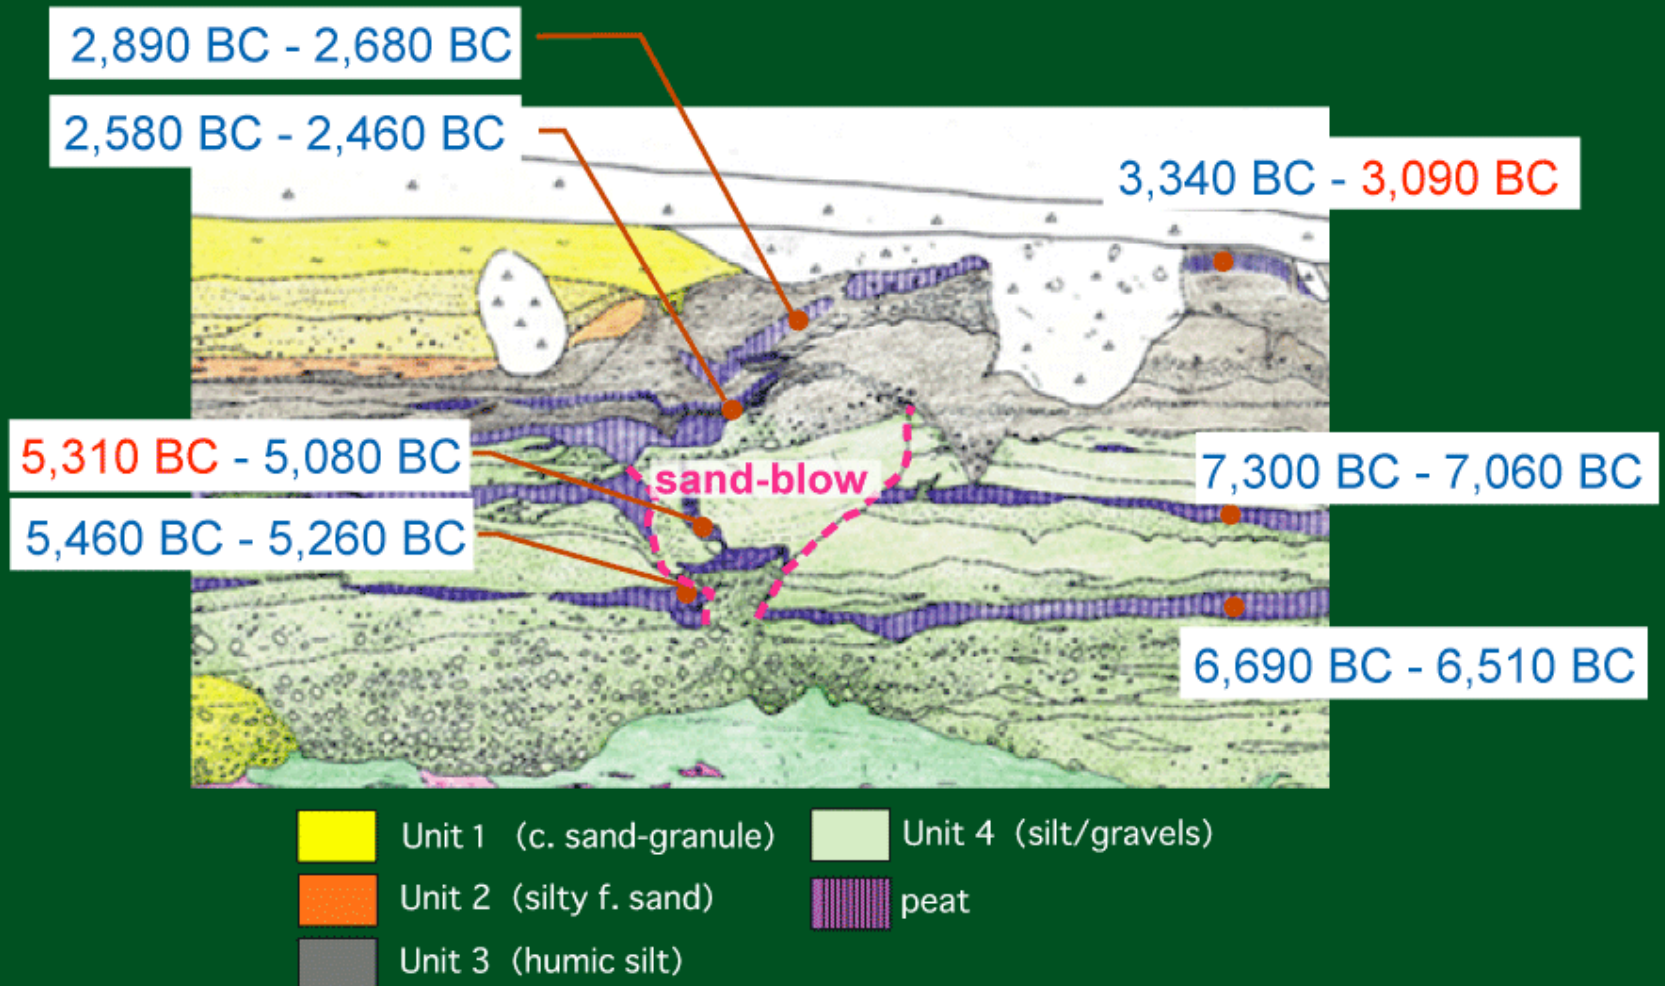 2,890 BC - 2,680 BC
2,580 BC - 2,460 BC
3,340 BC - 3,090 BC
5,310 BC - 5,080 BC
sand-blow
7,300 BC - 7,060 BC
5,460 BC - 5,260 BC
6,690 BC - 6,510 BC
Unit 1 (c. sand-granule)
Unit 2 (silty f. sand)
Unit 3 (humic silt)
Unit 4 (silt/gravels)
peat